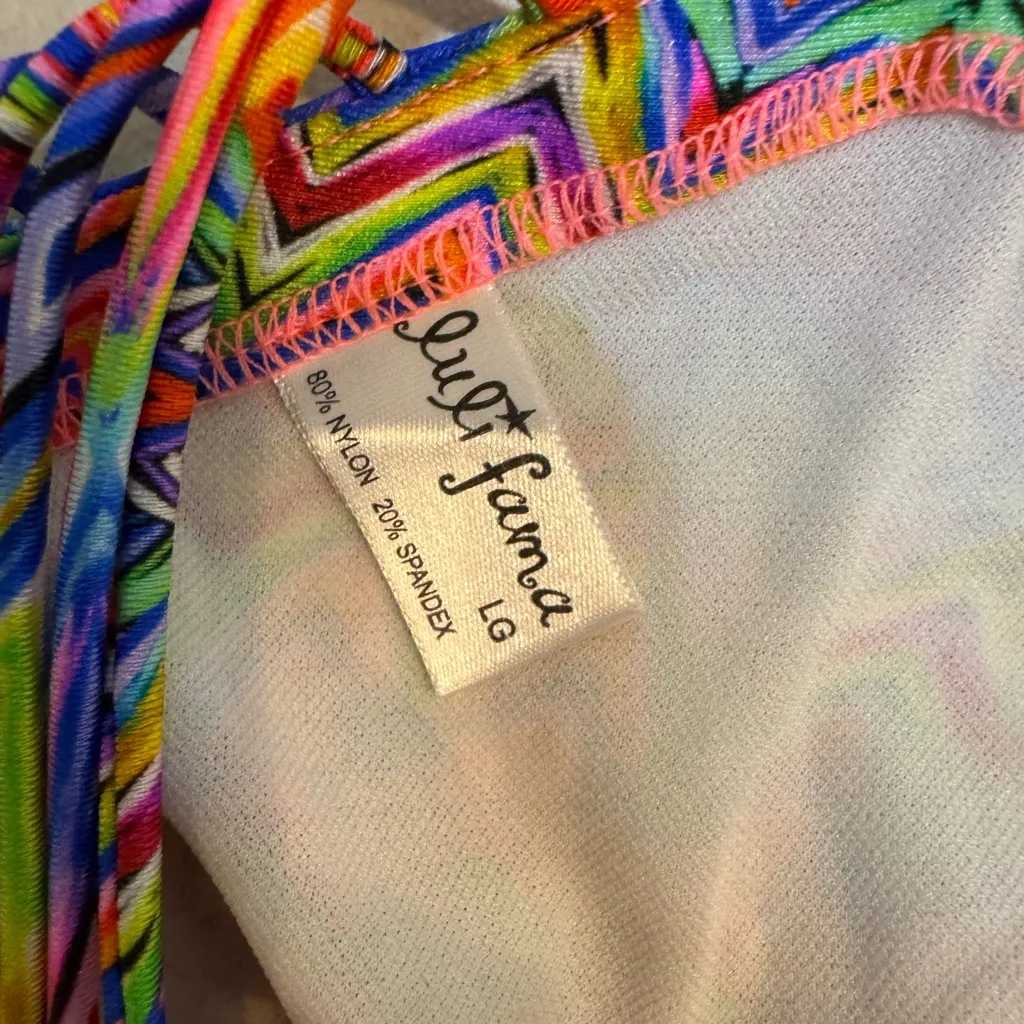 luli fama
LG
80% NYLON 20% SPANDEX